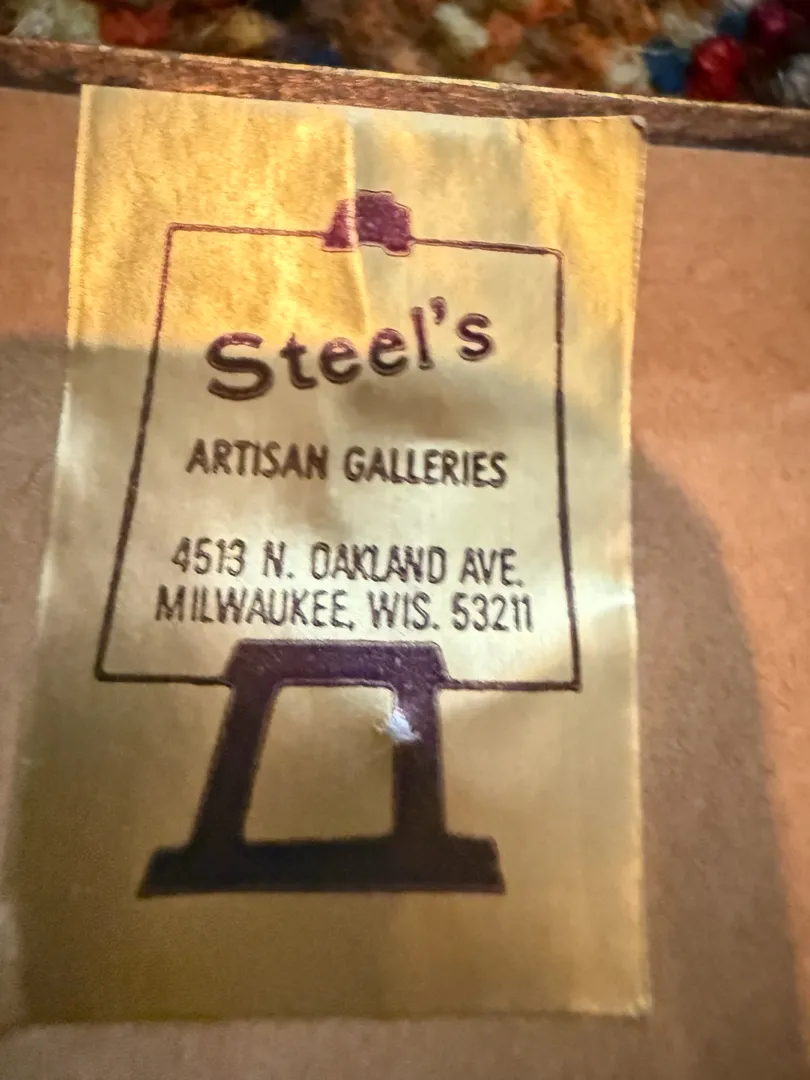 Steel's
ARTISAN GALLERIES
4513 N. OAKLAND AVE.
MILWAUKEE, WIS. 53211